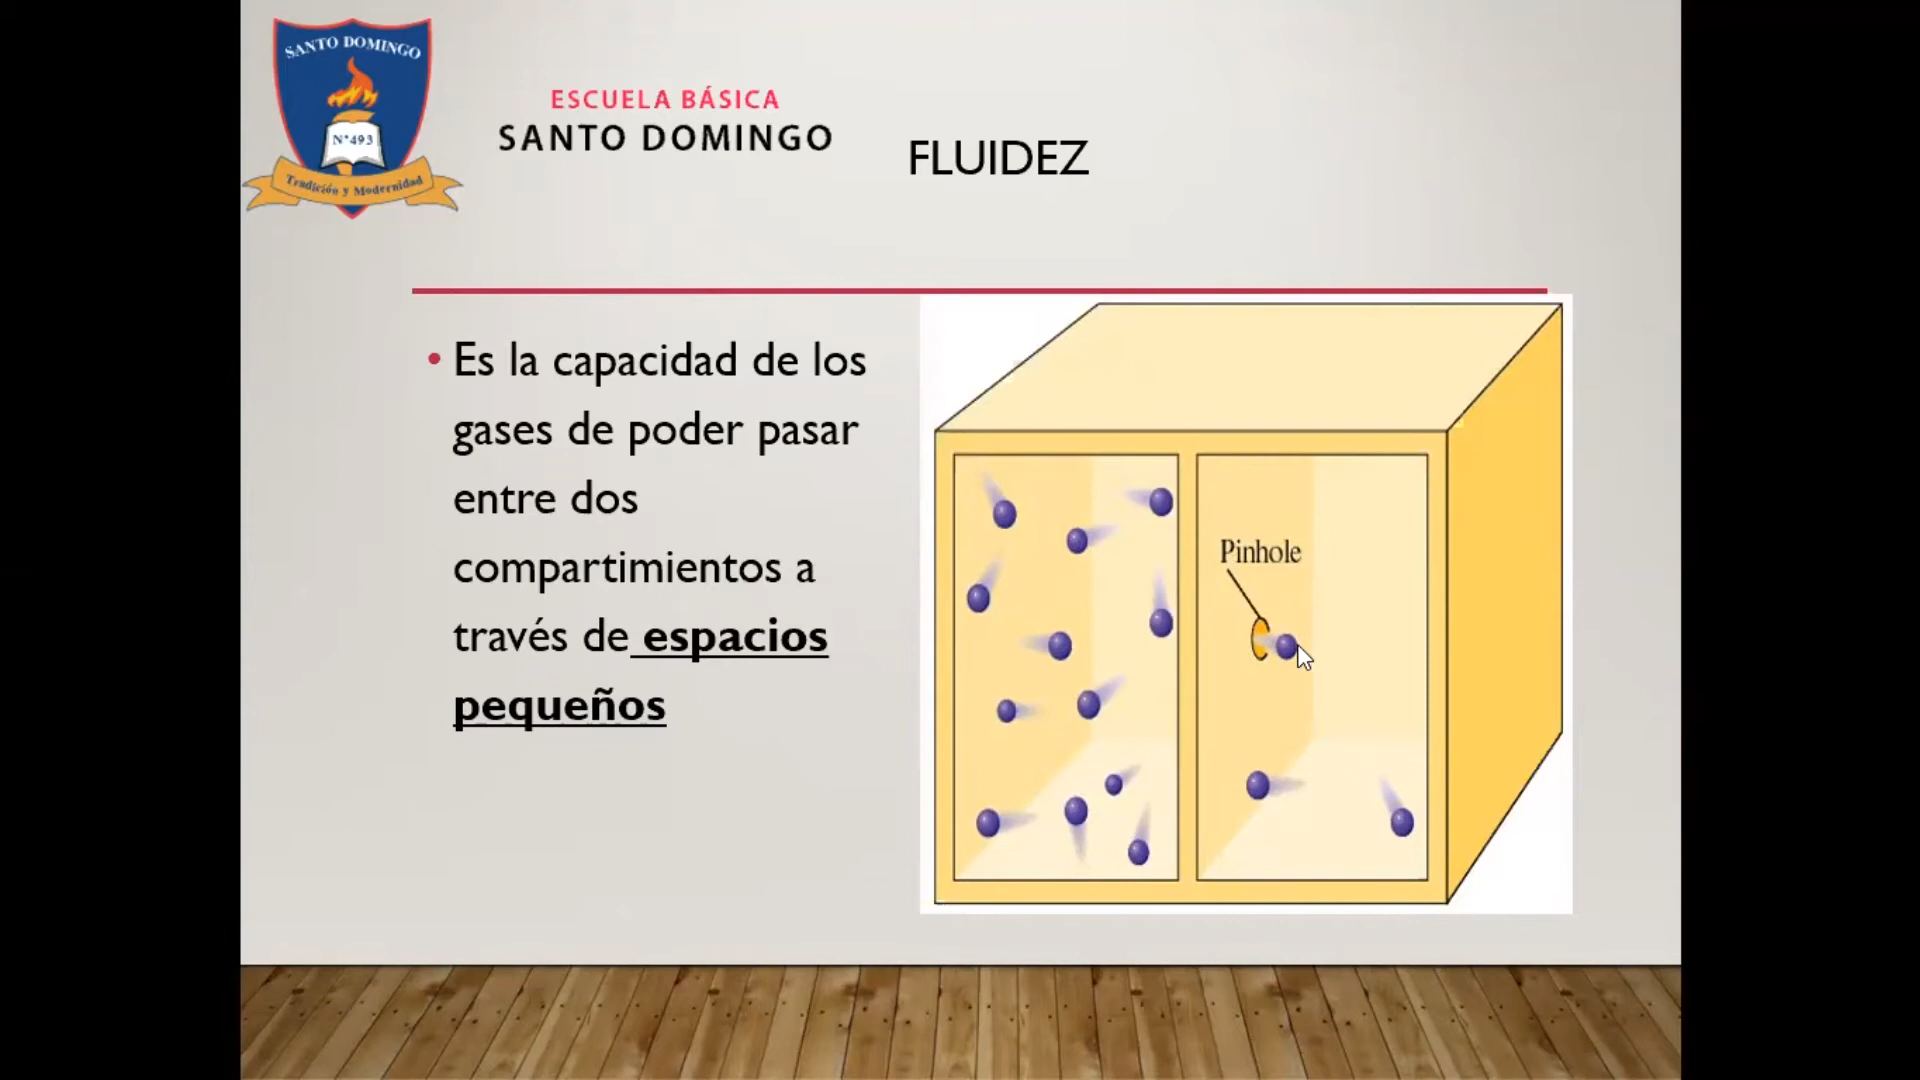 SANTO DOMINGO
N°493
Tradición y Modernidad
ESCUELA BÁSICA
SANTO DOMINGO
FLUIDEZ
• Es la capacidad de los
gases de poder pasar
entre dos
compartimientos a
través de espacios
pequeños
Pinhole